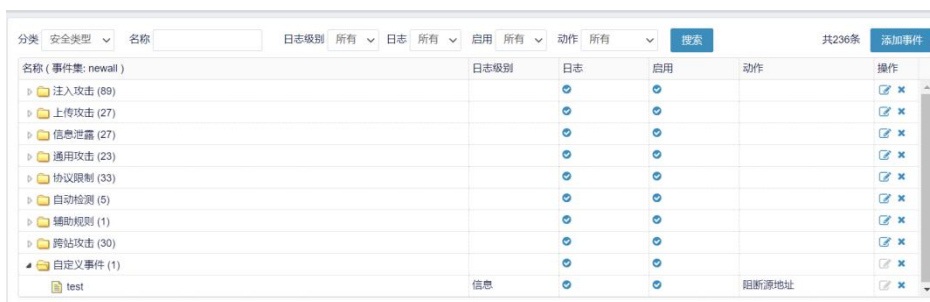 分类 安全类型 名称 日志级别 所有 日志 所有 启用 所有 动作 所有 搜索 共236条 添加事件
名称 ( 事件集: newall ) 日志级别 日志 启用 动作 操作
注入攻击 (89)
上传攻击 (27)
信息泄露 (27)
通用攻击 (23)
协议限制 (33)
自动检测 (5)
辅助规则 (1)
跨站攻击 (30)
自定义事件 (1)
test 信息 阻断源地址